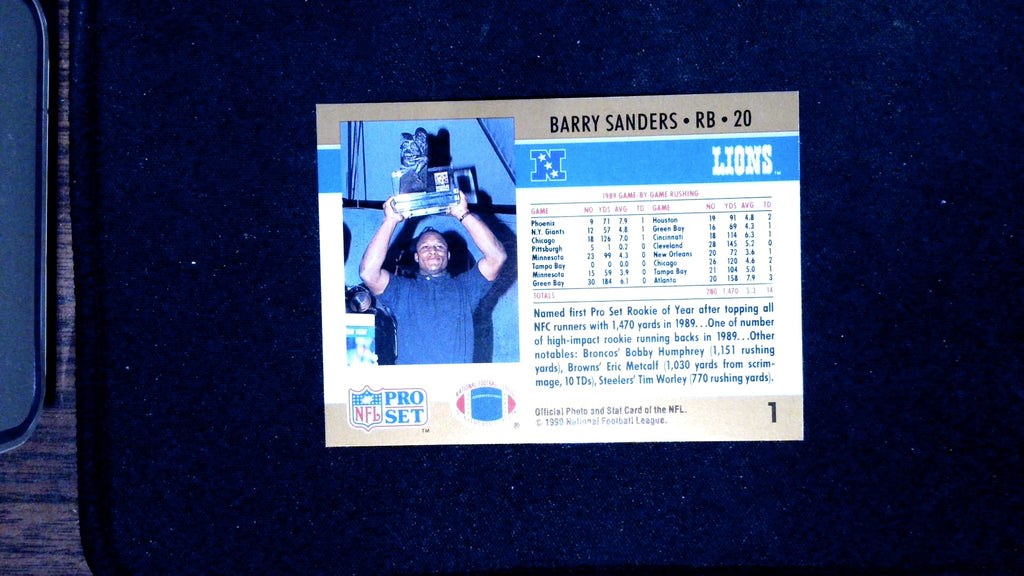 BARRY SANDERS • RB • 20
N
LIONS™
1989 GAME-BY-GAME RUSHING
GAME NO YDS AVG TD GAME NO YDS AVG TD
Phoenix 9 71 7.9 1 Houston 19 91 4.8 2
N.Y. Giants 12 57 4.8 1 Green Bay 16 69 4.3 1
Chicago 18 126 7.0 1 Cincinnati 18 114 6.3 1
Pittsburgh 5 1 0.2 0 Cleveland 28 145 5.2 0
Minnesota 23 99 4.3 0 New Orleans 20 72 3.6 1
Tampa Bay 0 0 0.0 0 Chicago 26 120 4.6 2
Minnesota 15 59 3.9 0 Tampa Bay 21 104 5.0 1
Green Bay 30 184 6.1 0 Atlanta 20 158 7.9 3
TOTALS 280 1,470 5.3 14
Named first Pro Set Rookie of Year after topping all
NFC runners with 1,470 yards in 1989...One of number
of high-impact rookie running backs in 1989...Other
notables: Broncos' Bobby Humphrey (1,151 rushing
yards), Browns' Eric Metcalf (1,030 yards from scrim-
mage, 10 TDs), Steelers' Tim Worley (770 rushing yards).
NFL PRO SET™
NATIONAL FOOTBALL
®
Official Photo and Stat Card of the NFL.
© 1990 National Football League.
1